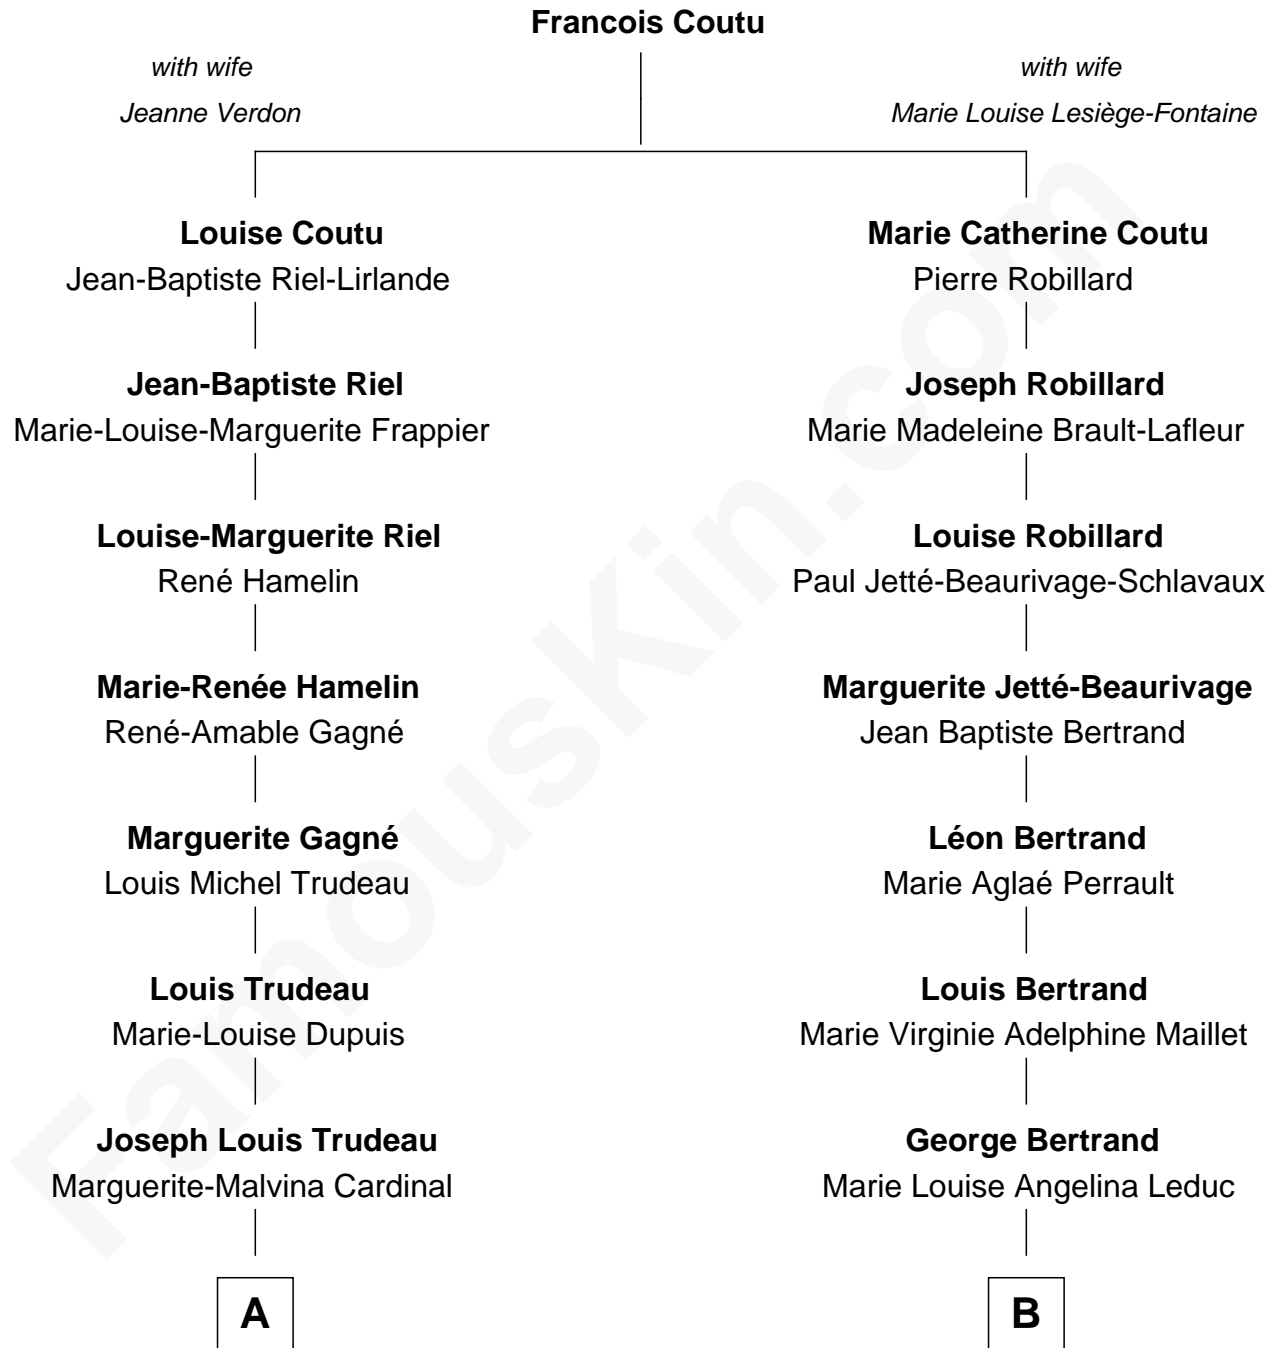 Francois Coutu
with wife
Jeanne Verdon
with wife
Marie Louise Lesiège-Fontaine
Louise Coutu
Jean-Baptiste Riel-Lirlande
Marie Catherine Coutu
Pierre Robillard
Jean-Baptiste Riel
Marie-Louise-Marguerite Frappier
Joseph Robillard
Marie Madeleine Brault-Lafleur
Louise-Marguerite Riel
René Hamelin
Louise Robillard
Paul Jetté-Beaurivage-Schlavaux
Marie-Renée Hamelin
René-Amable Gagné
Marguerite Jetté-Beaurivage
Jean Baptiste Bertrand
Marguerite Gagné
Louis Michel Trudeau
Léon Bertrand
Marie Aglaé Perrault
Louis Trudeau
Marie-Louise Dupuis
Louis Bertrand
Marie Virginie Adelphine Maillet
Joseph Louis Trudeau
Marguerite-Malvina Cardinal
George Bertrand
Marie Louise Angelina Leduc
A
B
FamousKin.com